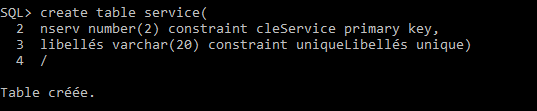 SQL> create table service(
2 nserv number(2) constraint cleService primary key,
3 libellés varchar(20) constraint uniqueLibellés unique)
4 /
Table créée.